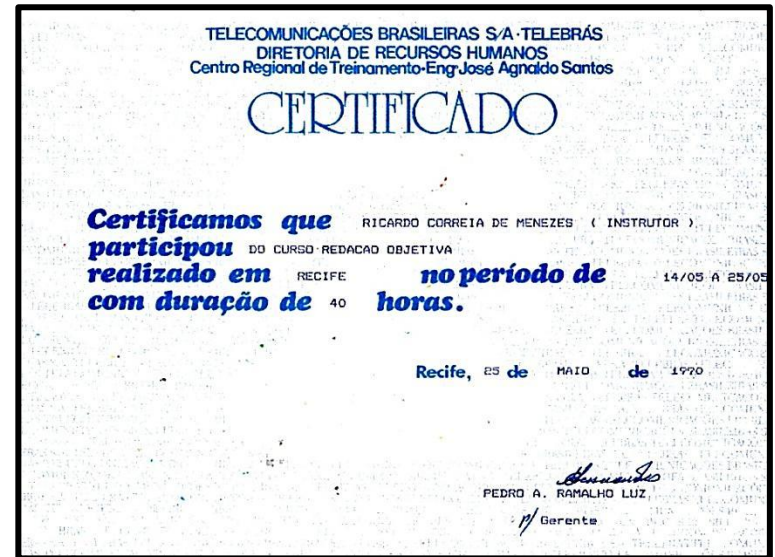 TELECOMUNICAÇÕES BRASILEIRAS S/A·TELEBRÁS
DIRETORIA DE RECURSOS HUMANOS
Centro Regional de Treinamento-Engº José Agnaldo Santos
CERTIFICADO
Certificamos que RICARDO CORREIA DE MENEZES ( INSTRUTOR )
participou DO CURSO REDACAO OBJETIVA
realizado em RECIFE no período de 14/05 A 25/05
com duração de 40 horas.
Recife, 25 de MAIO de 1990
PEDRO A. RAMALHO LUZ
p/ Gerente